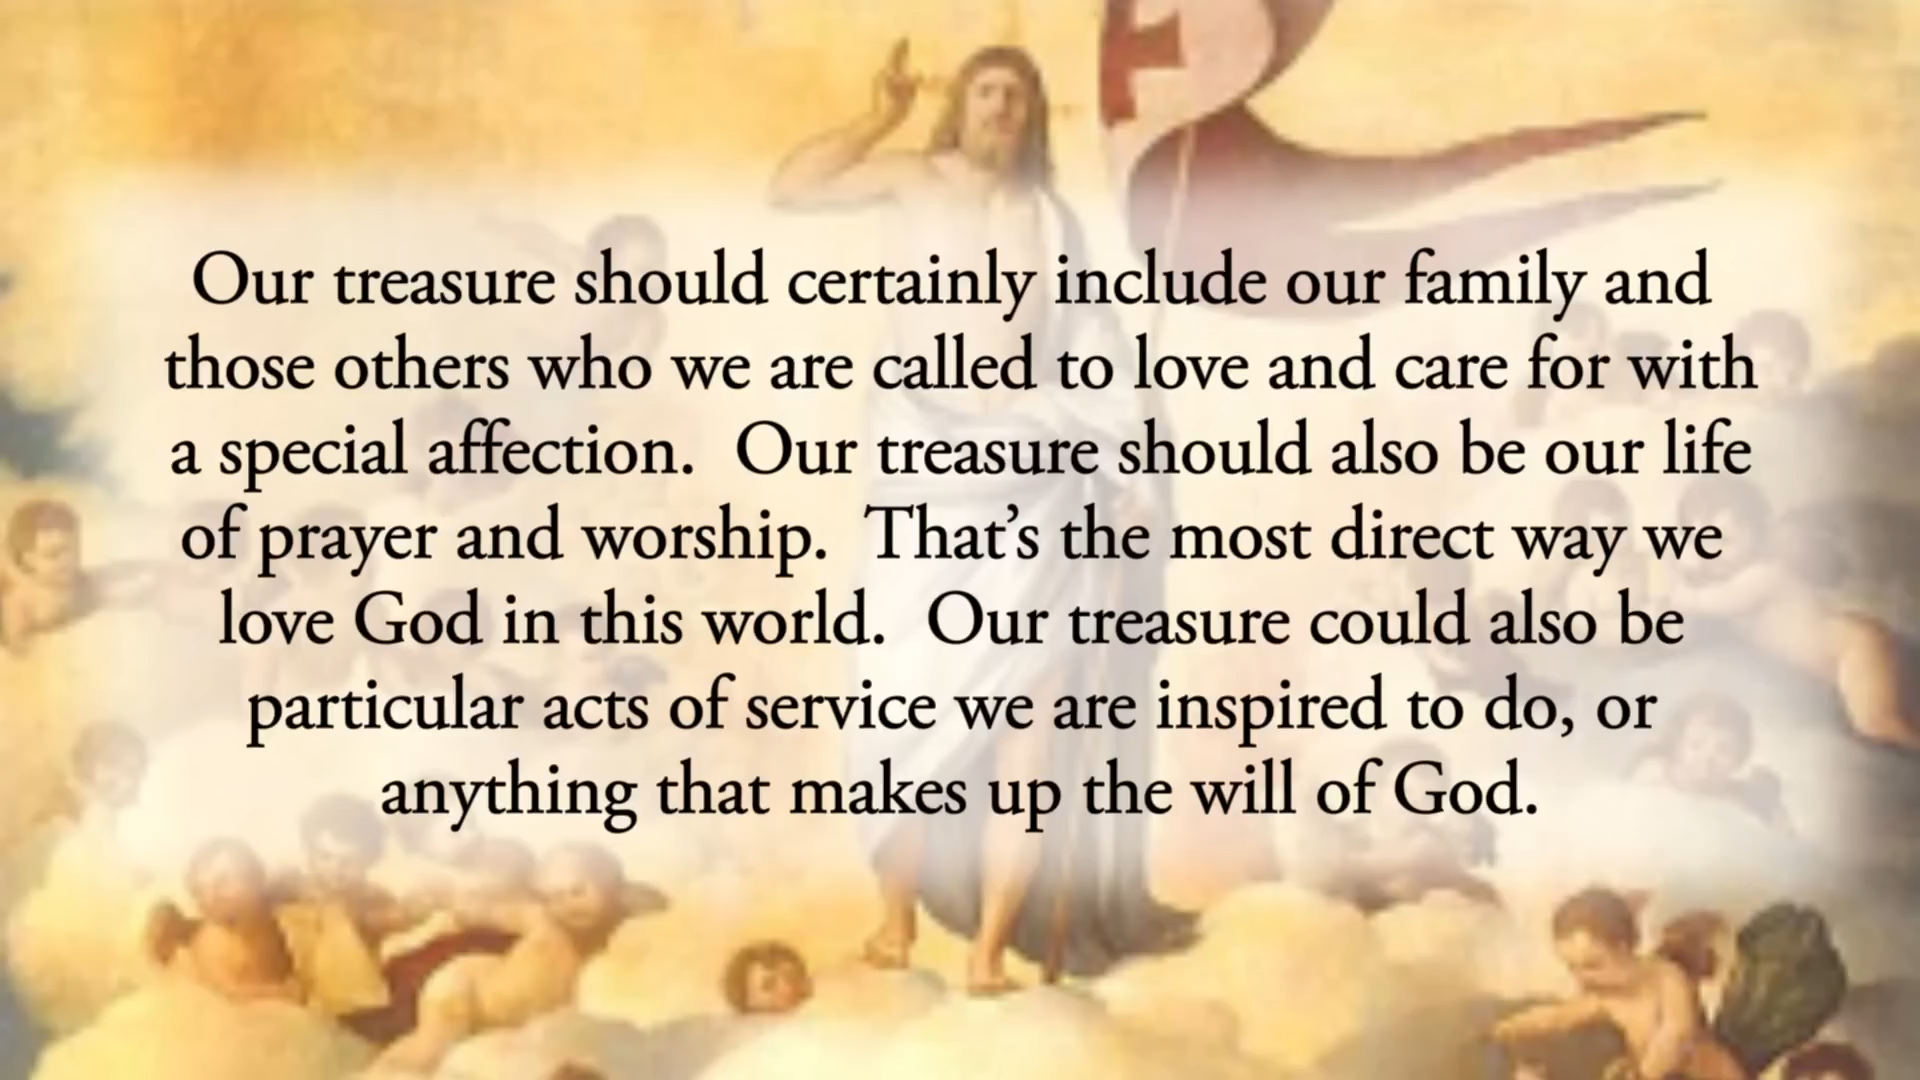 Our treasure should certainly include our family and
those others who we are called to love and care for with
a special affection.  Our treasure should also be our life
of prayer and worship.  That’s the most direct way we
love God in this world.  Our treasure could also be
particular acts of service we are inspired to do, or
anything that makes up the will of God.